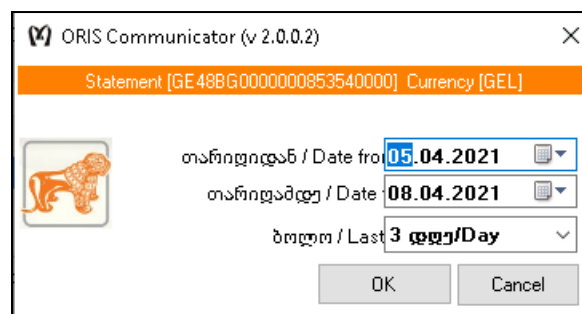 ORIS Communicator (v 2.0.0.2)
Statement [GE48BG0000000853540000] Currency [GEL]
თარიღიდან / Date fro 05.04.2021
თარიღამდე / Date 08.04.2021
ბოლო / Last 3 დღე/Day
OK Cancel